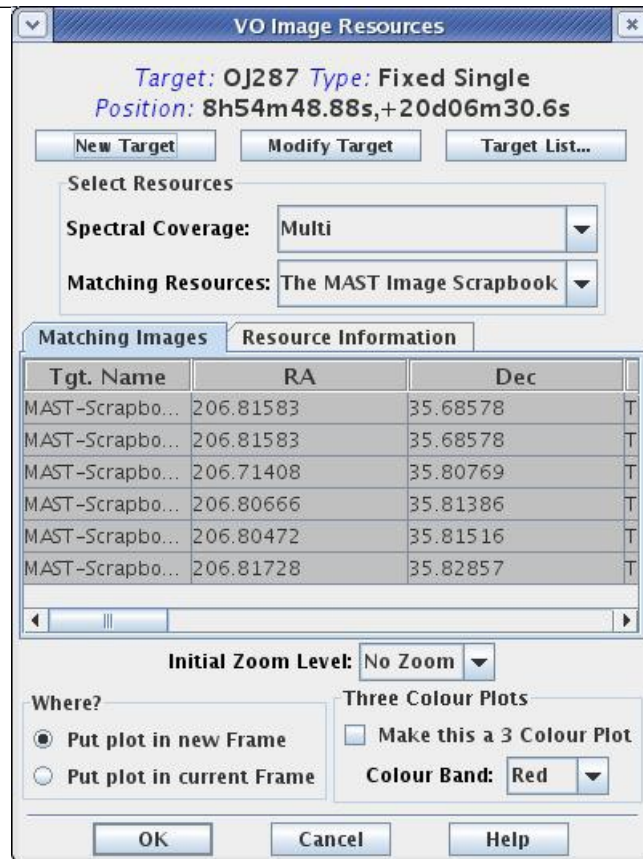 VO Image Resources
Target: OJ287 Type: Fixed Single
Position: 8h54m48.88s,+20d06m30.6s
New Target Modify Target Target List...
Select Resources
Spectral Coverage: Multi
Matching Resources: The MAST Image Scrapbook
Matching Images Resource Information
Tgt. Name RA Dec
MAST-Scrapbo... 206.81583 35.68578 T
MAST-Scrapbo... 206.81583 35.68578 T
MAST-Scrapbo... 206.71408 35.80769 T
MAST-Scrapbo... 206.80666 35.81386 T
MAST-Scrapbo... 206.80472 35.81516 T
MAST-Scrapbo... 206.81728 35.82857 T
Initial Zoom Level: No Zoom
Where? Three Colour Plots
Put plot in new Frame Make this a 3 Colour Plot
Put plot in current Frame Colour Band: Red
OK Cancel Help